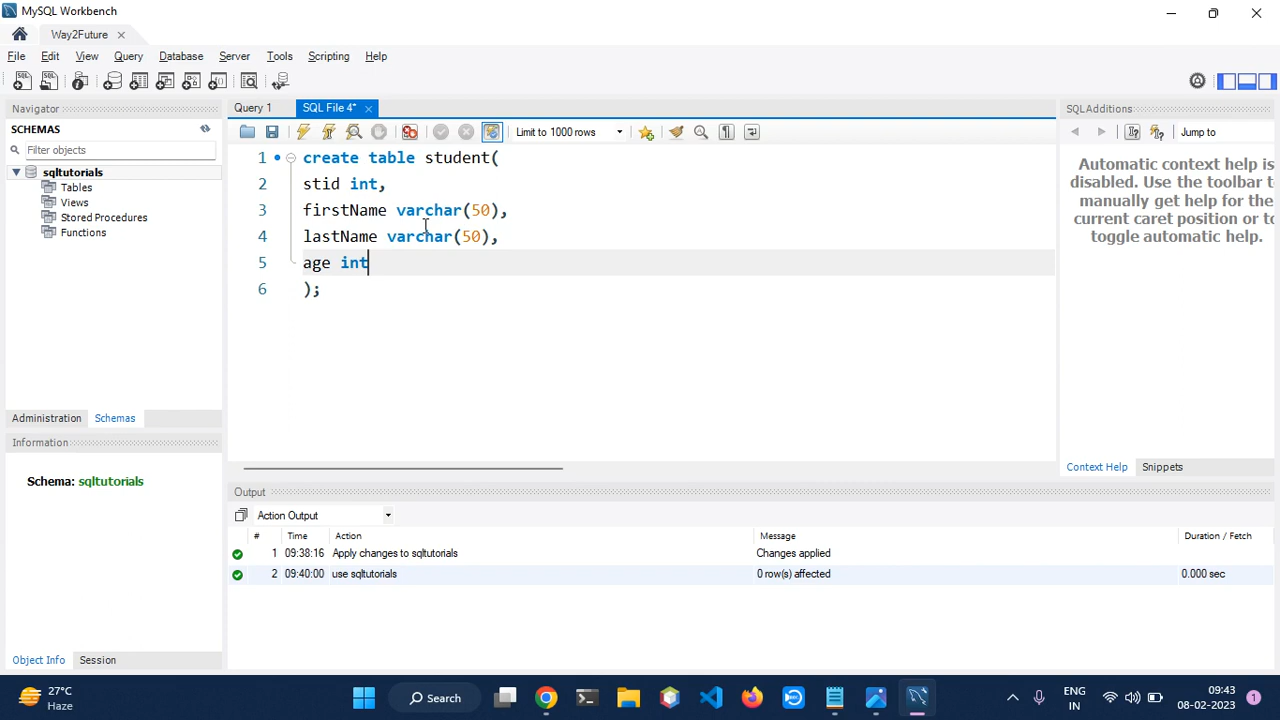 MySQL Workbench
Way2Future
File Edit View Query Database Server Tools Scripting Help
Navigator
SCHEMAS
Filter objects
sqltutorials
Tables
Views
Stored Procedures
Functions
Administration Schemas
Information
Schema: sqltutorials
Object Info Session
Query 1 SQL File 4*
Limit to 1000 rows
1 create table student(
2 stid int,
3 firstName varchar(50),
4 lastName varchar(50),
5 age int
6 );
SQLAdditions
Jump to
Automatic context help is
disabled. Use the toolbar to
manually get help for the
current caret position or to
toggle automatic help.
Context Help Snippets
Output
Action Output
# Time Action Message Duration / Fetch
1 09:38:16 Apply changes to sqltutorials Changes applied
2 09:40:00 use sqltutorials 0 row(s) affected 0.000 sec
27°C
Haze
Search
ENG
IN
09:43
08-02-2023
1